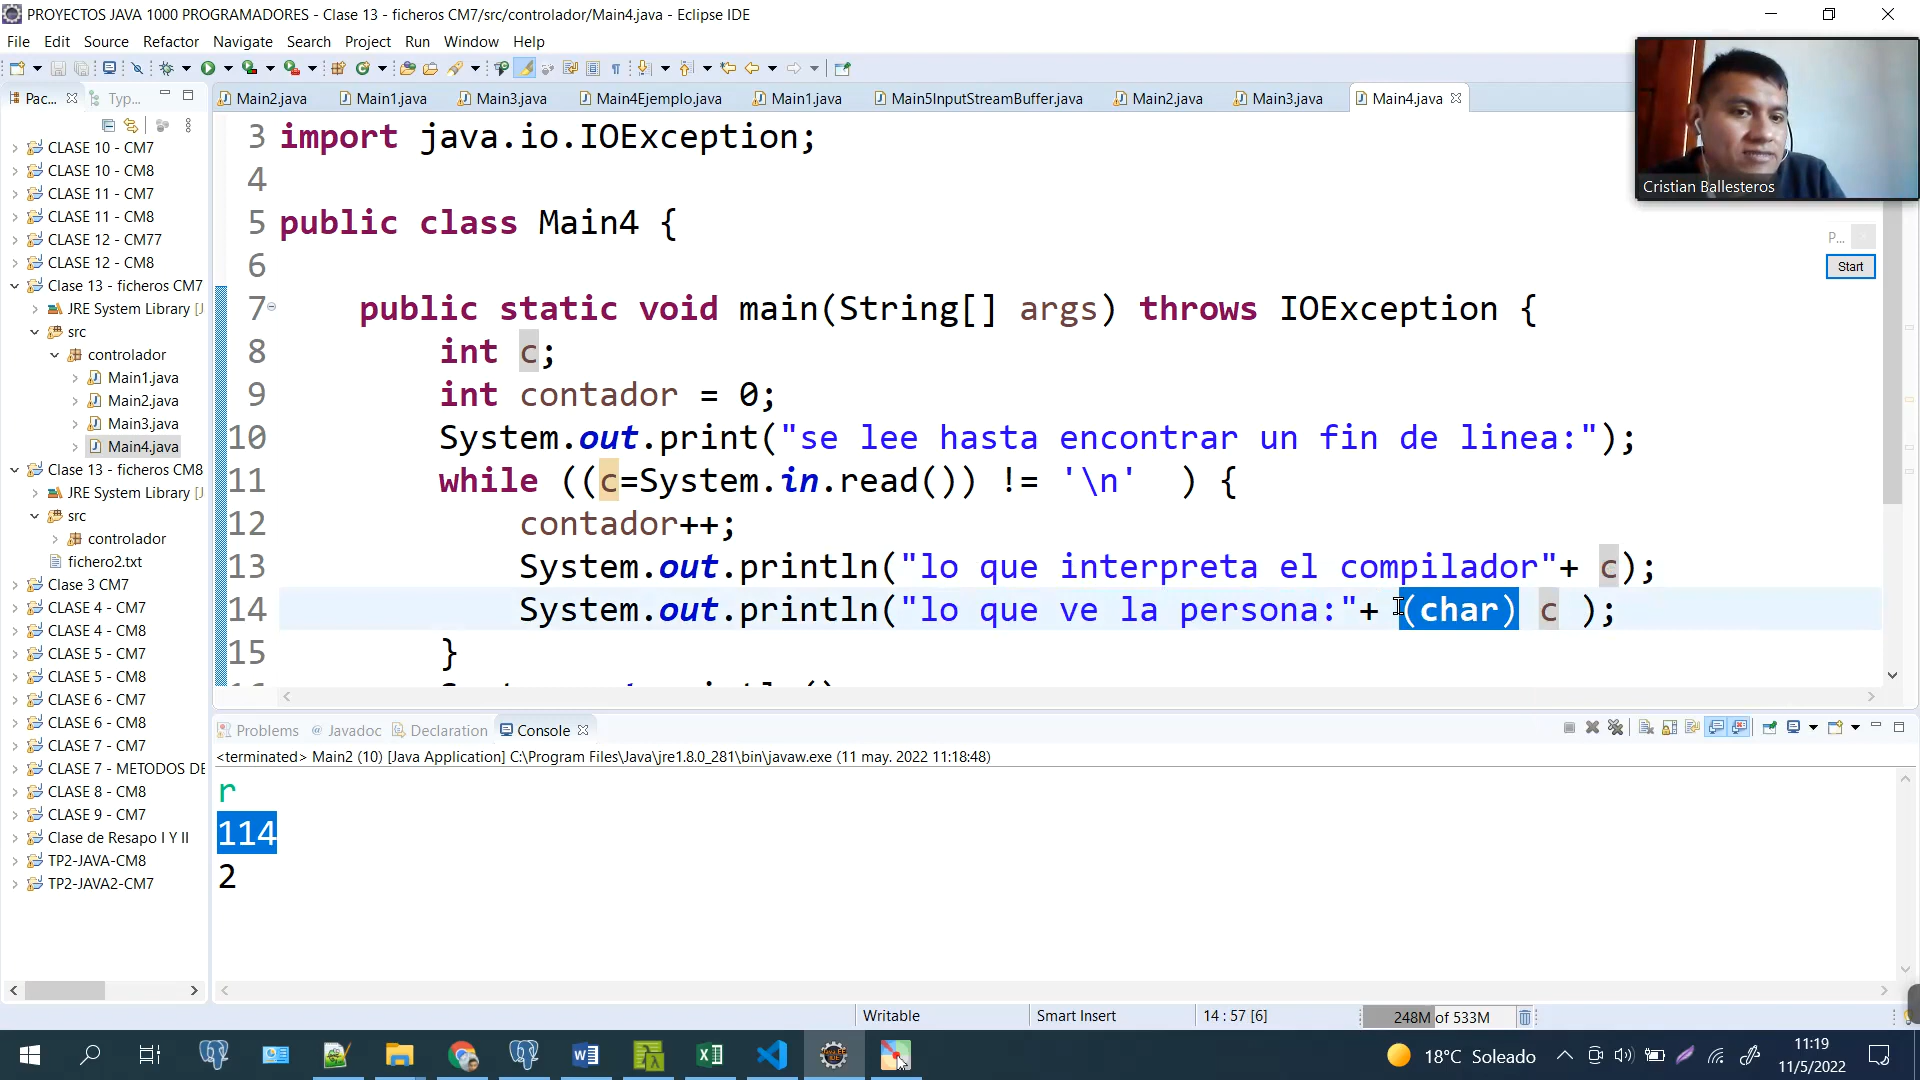 PROYECTOS JAVA 1000 PROGRAMADORES - Clase 13 - ficheros CM7/src/controlador/Main4.java - Eclipse IDE
File Edit Source Refactor Navigate Search Project Run Window Help
Pac... Typ...
Main2.java Main1.java Main3.java Main4Ejemplo.java Main1.java Main5InputStreamBuffer.java Main2.java Main3.java Main4.java
CLASE 10 - CM7
CLASE 10 - CM8
CLASE 11 - CM7
CLASE 11 - CM8
CLASE 12 - CM77
CLASE 12 - CM8
Clase 13 - ficheros CM7
JRE System Library [J
src
controlador
Main1.java
Main2.java
Main3.java
Main4.java
Clase 13 - ficheros CM8
JRE System Library [J
src
controlador
fichero2.txt
Clase 3 CM7
CLASE 4 - CM7
CLASE 4 - CM8
CLASE 5 - CM7
CLASE 5 - CM8
CLASE 6 - CM7
CLASE 6 - CM8
CLASE 7 - CM7
CLASE 7 - METODOS DE
CLASE 8 - CM8
CLASE 9 - CM7
Clase de Resapo I Y II
TP2-JAVA-CM8
TP2-JAVA2-CM7
3 import java.io.IOException;
4
5 public class Main4 {
6
7 public static void main(String[] args) throws IOException {
8 int c;
9 int contador = 0;
10 System.out.print("se lee hasta encontrar un fin de linea:");
11 while ((c=System.in.read()) != '\n'  ) {
12 contador++;
13 System.out.println("lo que interpreta el compilador"+ c);
14 System.out.println("lo que ve la persona:"+ (char) c );
15 }
Cristian Ballesteros
P...
Start
Problems Javadoc Declaration Console
<terminated> Main2 (10) [Java Application] C:\Program Files\Java\jre1.8.0_281\bin\javaw.exe (11 may. 2022 11:18:48)
r
114
2
Writable Smart Insert 14 : 57 [6] 248M of 533M
18°C Soleado
11:19
11/5/2022